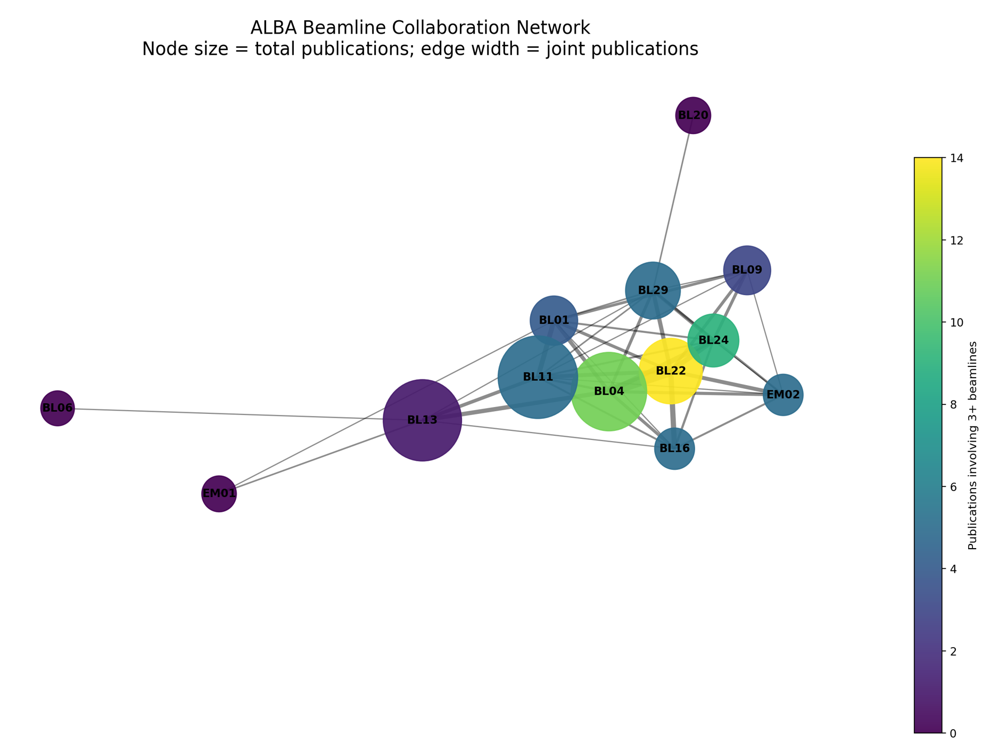 ALBA Beamline Collaboration Network
Node size = total publications; edge width = joint publications
BL20
BL09
BL29
BL01
BL24
BL22
BL11
BL04
EM02
BL06
BL13
BL16
EM01
14
12
10
8
6
4
2
0
Publications involving 3+ beamlines